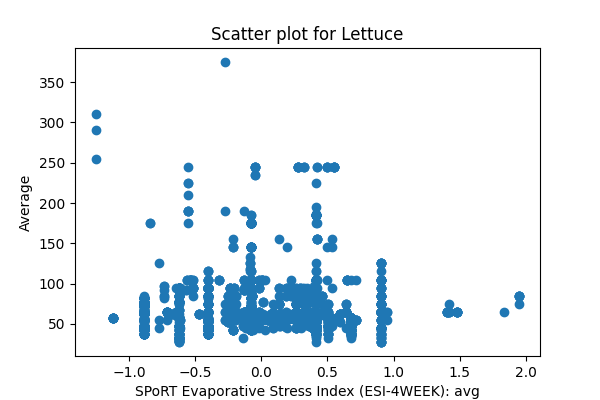 Scatter plot for Lettuce
350
300
250
200
150
100
50
Average
−1.0 −0.5 0.0 0.5 1.0 1.5 2.0
SPoRT Evaporative Stress Index (ESI-4WEEK): avg